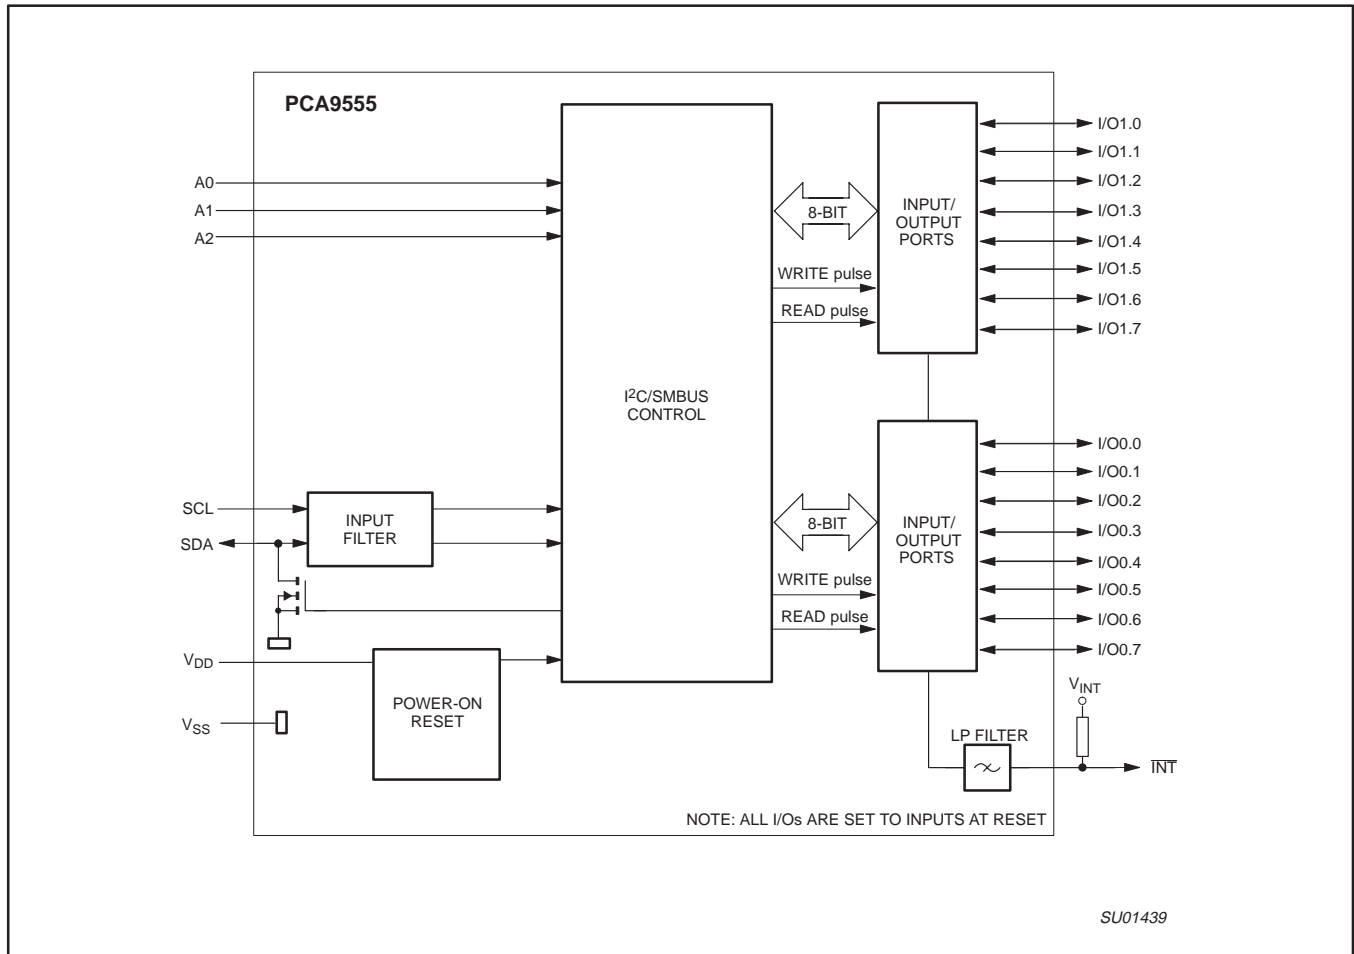 PCA9555
A0
A1
A2
SCL
SDA
VDD
VSS
INPUT
FILTER
POWER-ON
RESET
I²C/SMBUS
CONTROL
8-BIT
WRITE pulse
READ pulse
INPUT/
OUTPUT
PORTS
I/O1.0
I/O1.1
I/O1.2
I/O1.3
I/O1.4
I/O1.5
I/O1.6
I/O1.7
8-BIT
WRITE pulse
READ pulse
INPUT/
OUTPUT
PORTS
I/O0.0
I/O0.1
I/O0.2
I/O0.3
I/O0.4
I/O0.5
I/O0.6
I/O0.7
VINT
LP FILTER
INT
NOTE: ALL I/Os ARE SET TO INPUTS AT RESET
SU01439